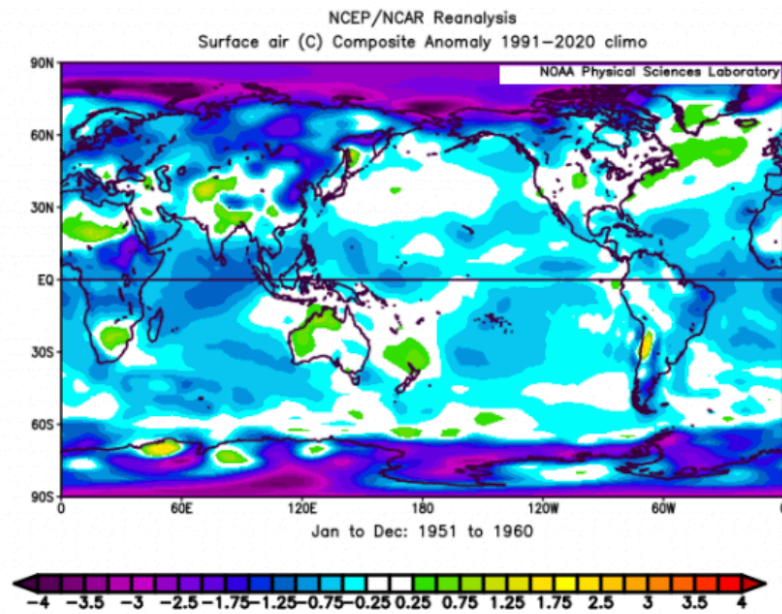 NCEP/NCAR Reanalysis
Surface air (C) Composite Anomaly 1991−2020 climo
NOAA Physical Sciences Laboratory
90N
60N
30N
EQ
30S
60S
90S
0 60E 120E 180 120W 60W 0
Jan to Dec: 1951 to 1960
−4 −3.5 −3 −2.5 −1.75 −1.25 −0.75 −0.25 0.25 0.75 1.25 1.75 2.5 3 3.5 4